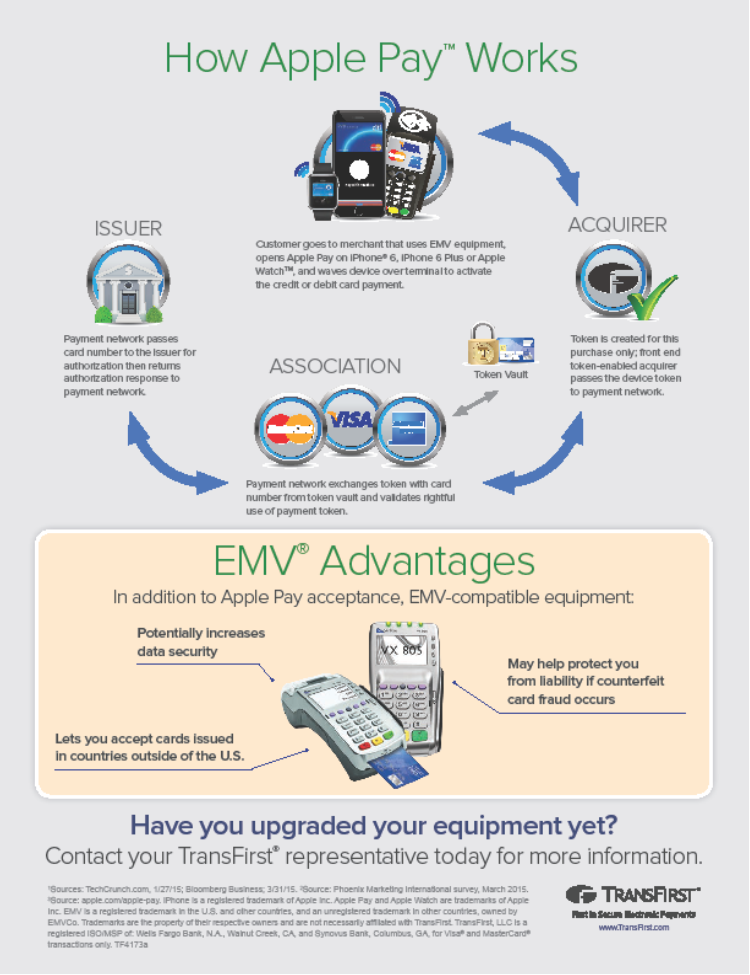 How Apple Pay™ Works
ISSUER
ACQUIRER
Customer goes to merchant that uses EMV equipment,
opens Apple Pay on iPhone® 6, iPhone 6 Plus or Apple
Watch™, and waves device over terminal to activate
the credit or debit card payment.
Payment network passes
card number to the issuer for
authorization then returns
authorization response to
payment network.
Token is created for this
purchase only; front end
token-enabled acquirer
passes the device token
to payment network.
Token Vault
ASSOCIATION
VISA
Payment network exchanges token with card
number from token vault and validates rightful
use of payment token.
EMV® Advantages
In addition to Apple Pay acceptance, EMV-compatible equipment:
Potentially increases
data security
VX 805
May help protect you
from liability if counterfeit
card fraud occurs
Lets you accept cards issued
in countries outside of the U.S.
Have you upgraded your equipment yet?
Contact your TransFirst® representative today for more information.
¹Sources: TechCrunch.com, 1/27/15; Bloomberg Business; 3/31/15. ²Source: Phoenix Marketing International survey, March 2015.
³Source: apple.com/apple-pay. iPhone is a registered trademark of Apple Inc. Apple Pay and Apple Watch are trademarks of Apple
Inc. EMV is a registered trademark in the U.S. and other countries, and an unregistered trademark in other countries, owned by
EMVCo. Trademarks are the property of their respective owners and are not necessarily affiliated with TransFirst. TransFirst, LLC is a
registered ISO/MSP of: Wells Fargo Bank, N.A., Walnut Creek, CA, and Synovus Bank, Columbus, GA, for Visa® and MasterCard®
transactions only. TF4173a
TRANSFIRST®
First in Secure Electronic Payments
www.TransFirst.com